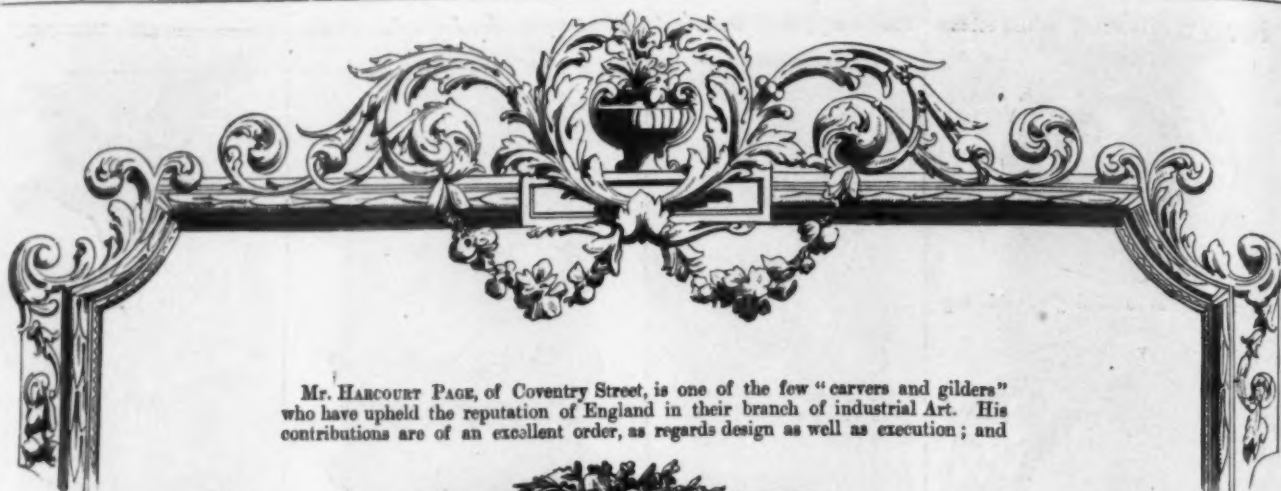 Mr. HARCOURT PAGE, of Coventry Street, is one of the few "carvers and gilders"
who have upheld the reputation of England in their branch of industrial Art. His
contributions are of an excellent order, as regards design as well as execution; and